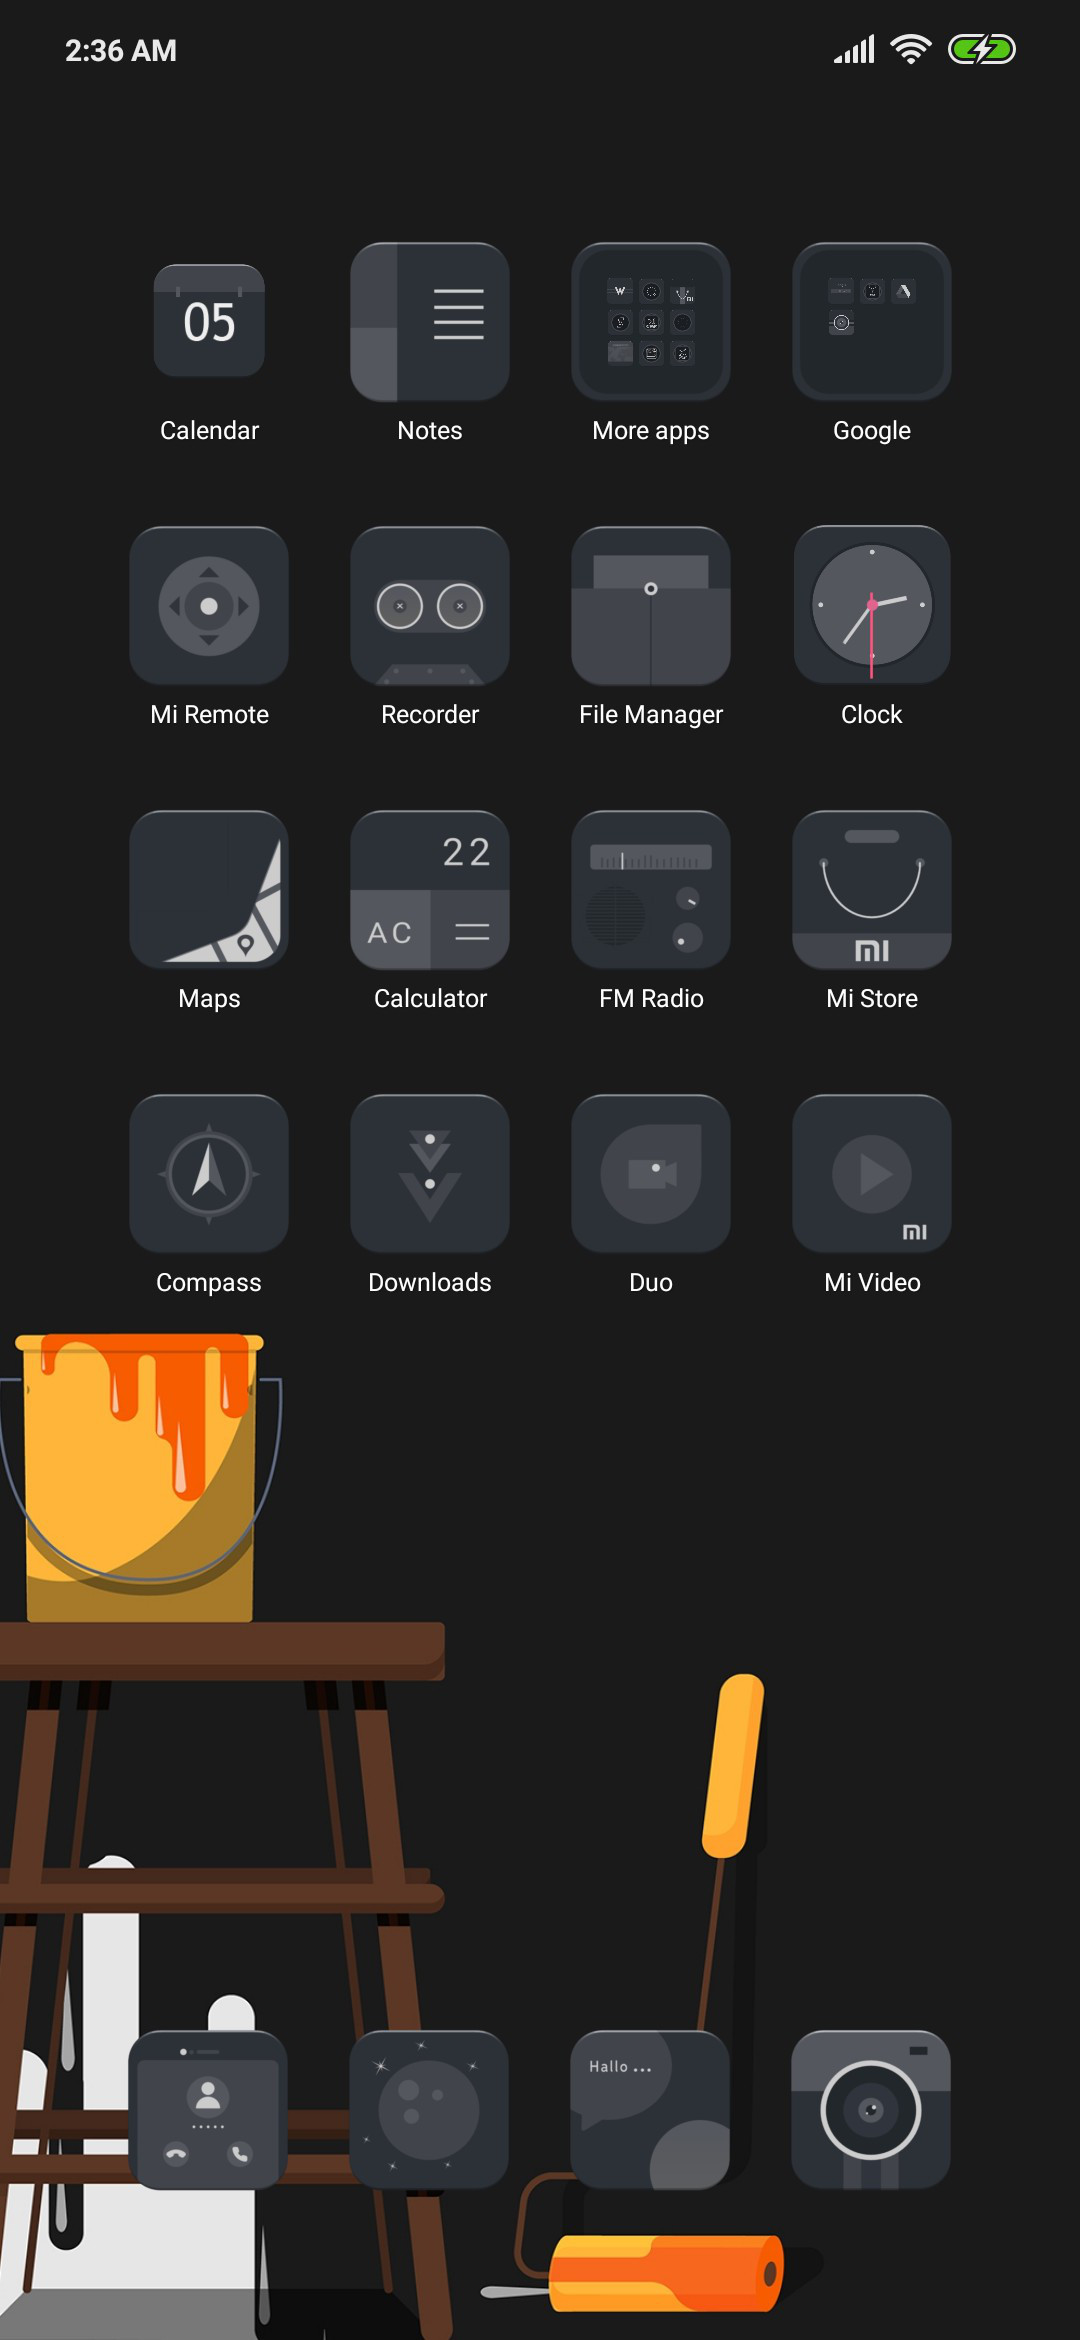 2:36 AM
05
Calendar
Notes
More apps
Google
Mi Remote
Recorder
File Manager
Clock
22
AC
mi
Maps
Calculator
FM Radio
Mi Store
mi
Compass
Downloads
Duo
Mi Video
Hallo ...